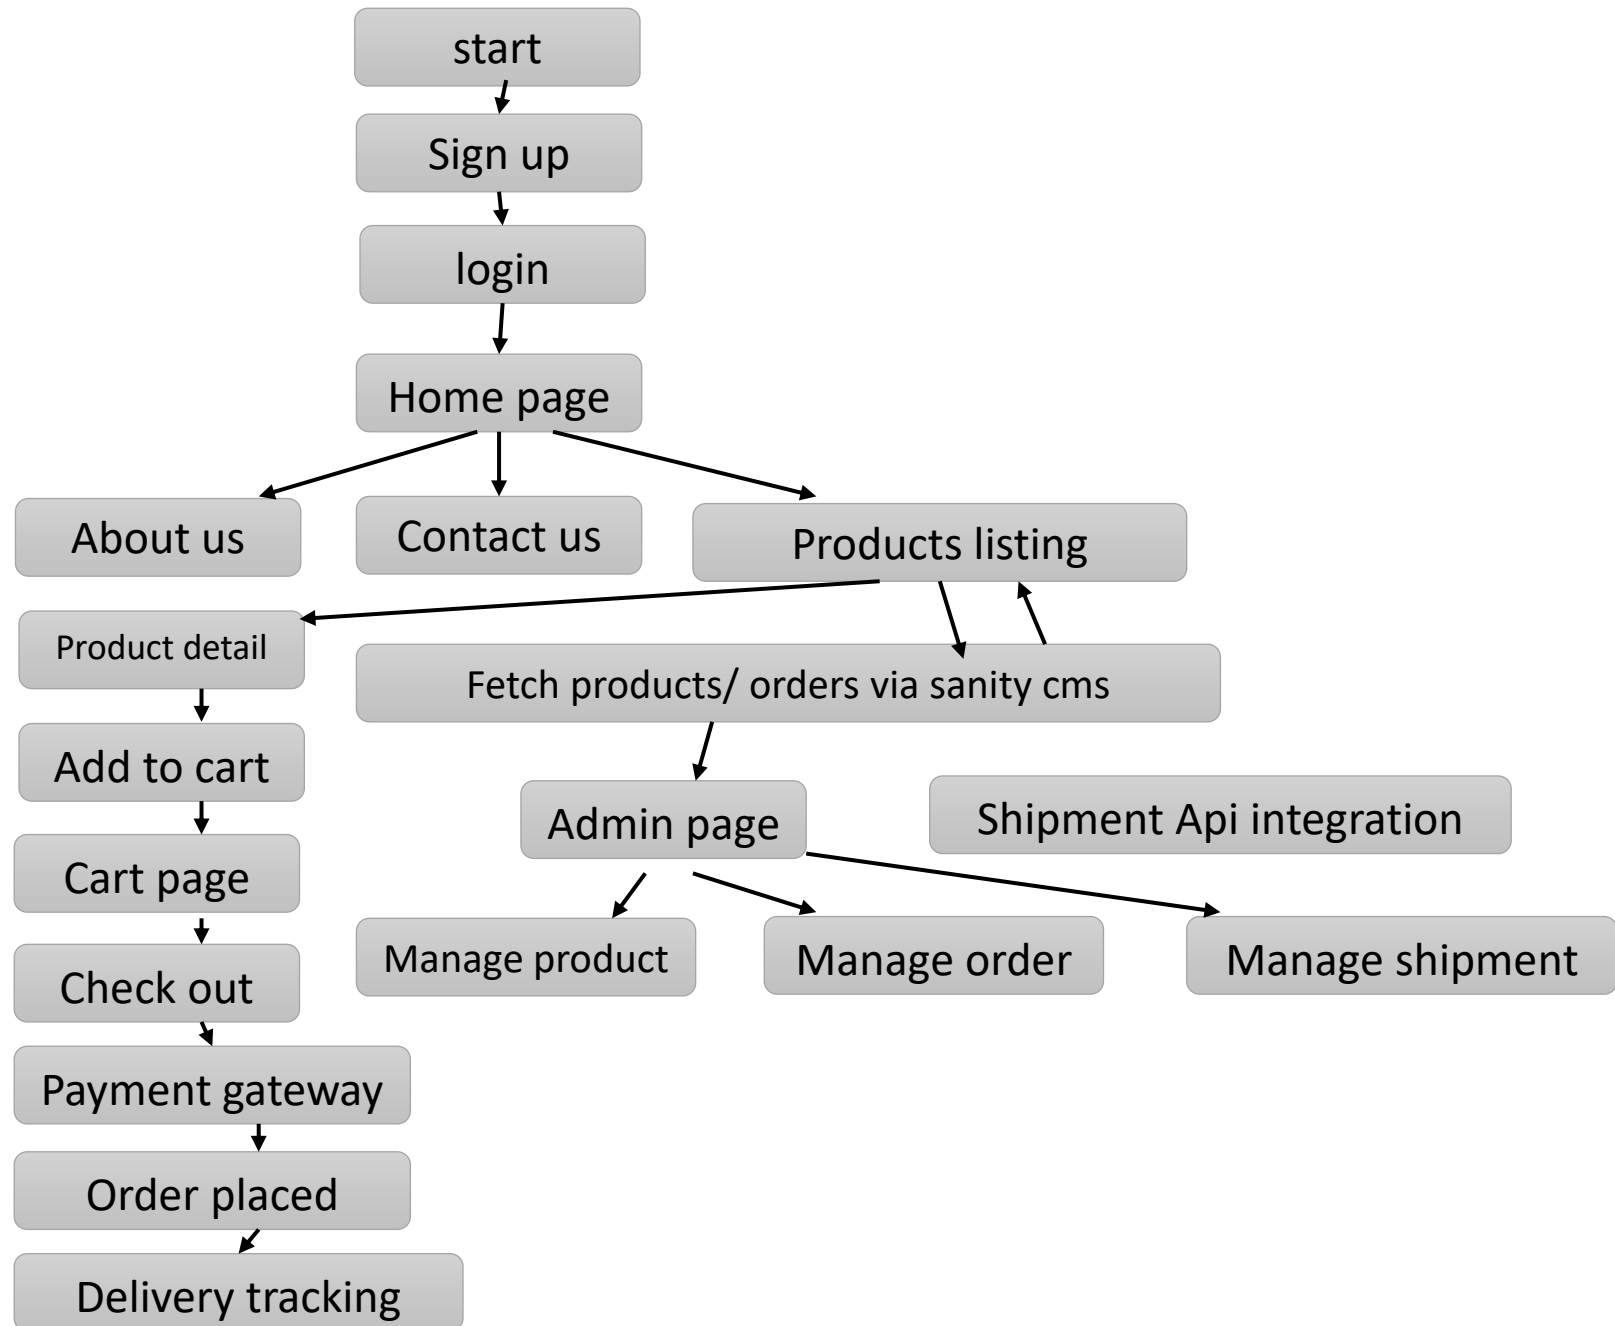 start
Sign up
login
Home page
About us
Contact us
Products listing
Product detail
Fetch products/ orders via sanity cms
Add to cart
Admin page
Shipment Api integration
Cart page
Manage product
Manage order
Manage shipment
Check out
Payment gateway
Order placed
Delivery tracking